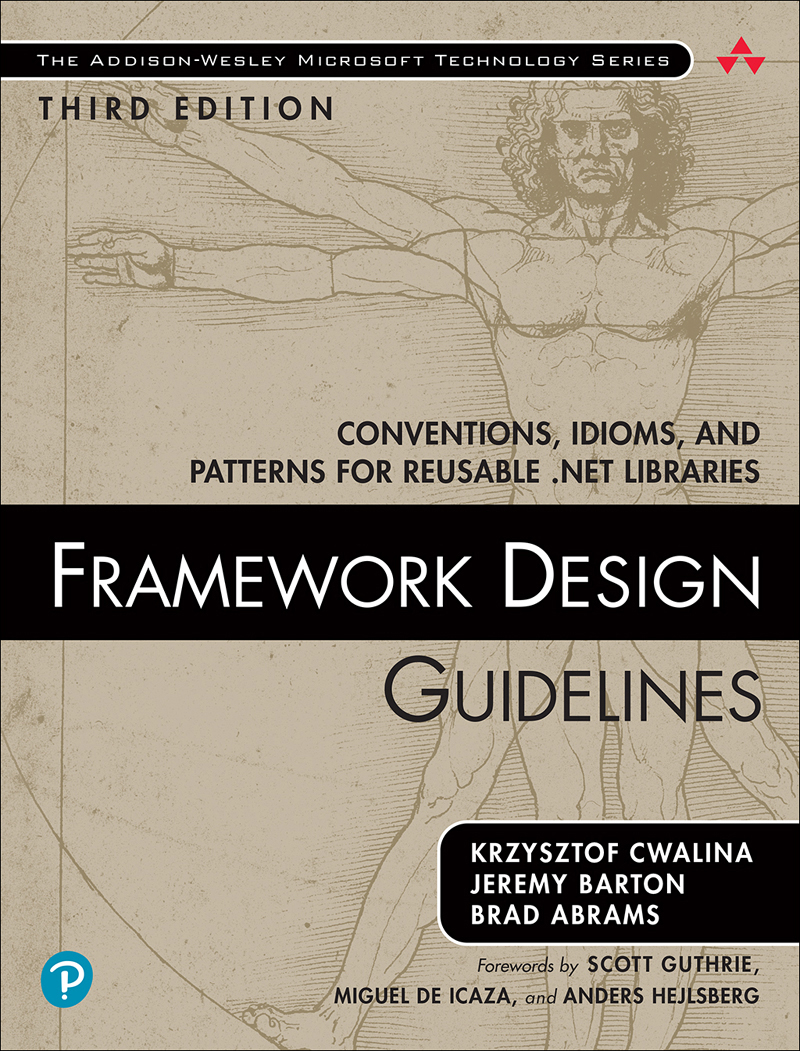 THE ADDISON-WESLEY MICROSOFT TECHNOLOGY SERIES
THIRD EDITION
CONVENTIONS, IDIOMS, AND
PATTERNS FOR REUSABLE .NET LIBRARIES
FRAMEWORK DESIGN
GUIDELINES
KRZYSZTOF CWALINA
JEREMY BARTON
BRAD ABRAMS
Forewords by SCOTT GUTHRIE,
MIGUEL DE ICAZA, and ANDERS HEJLSBERG
P